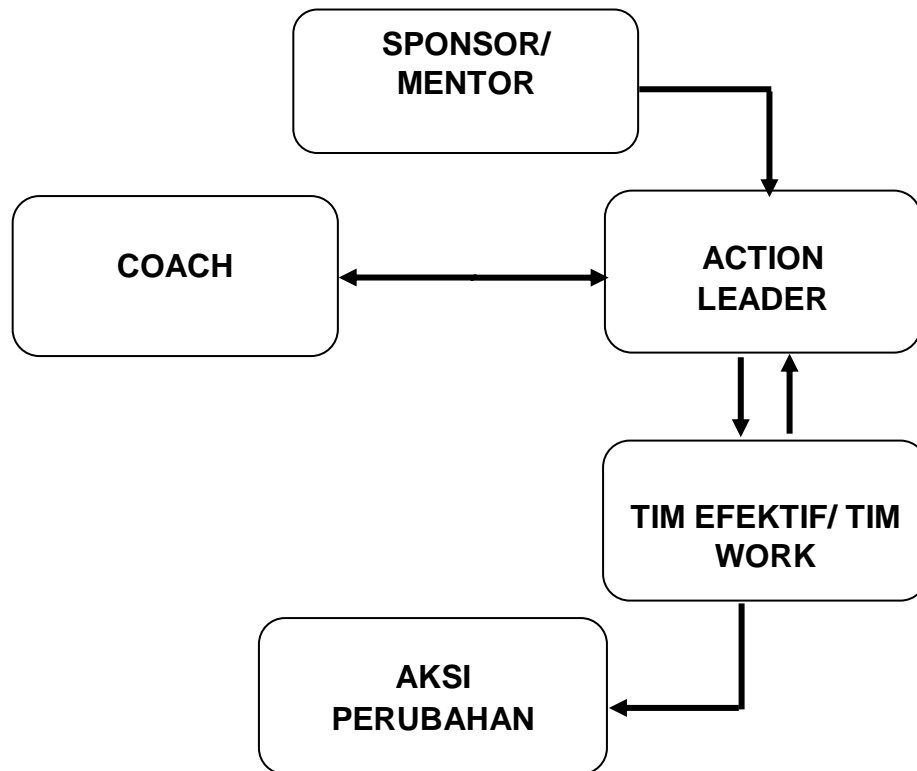 SPONSOR/
MENTOR
COACH
ACTION
LEADER
TIM EFEKTIF/ TIM
WORK
AKSI
PERUBAHAN